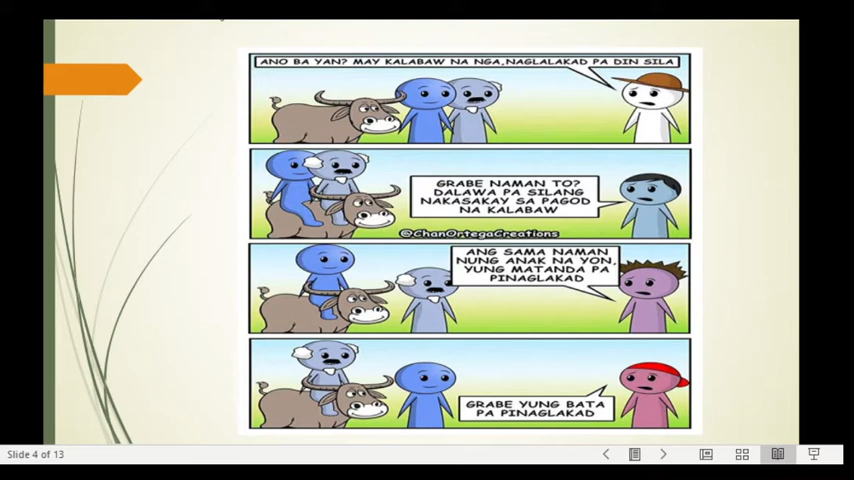 ANO BA YAN? MAY KALABAW NA NGA,NAGLALAKAD PA DIN SILA
GRABE NAMAN TO?
DALAWA PA SILANG
NAKASAKAY SA PAGOD
NA KALABAW
@ChanOrtegaCreations
ANG SAMA NAMAN
NUNG ANAK NA YON,
YUNG MATANDA PA
PINAGLAKAD
GRABE YUNG BATA
PA PINAGLAKAD
Slide 4 of 13